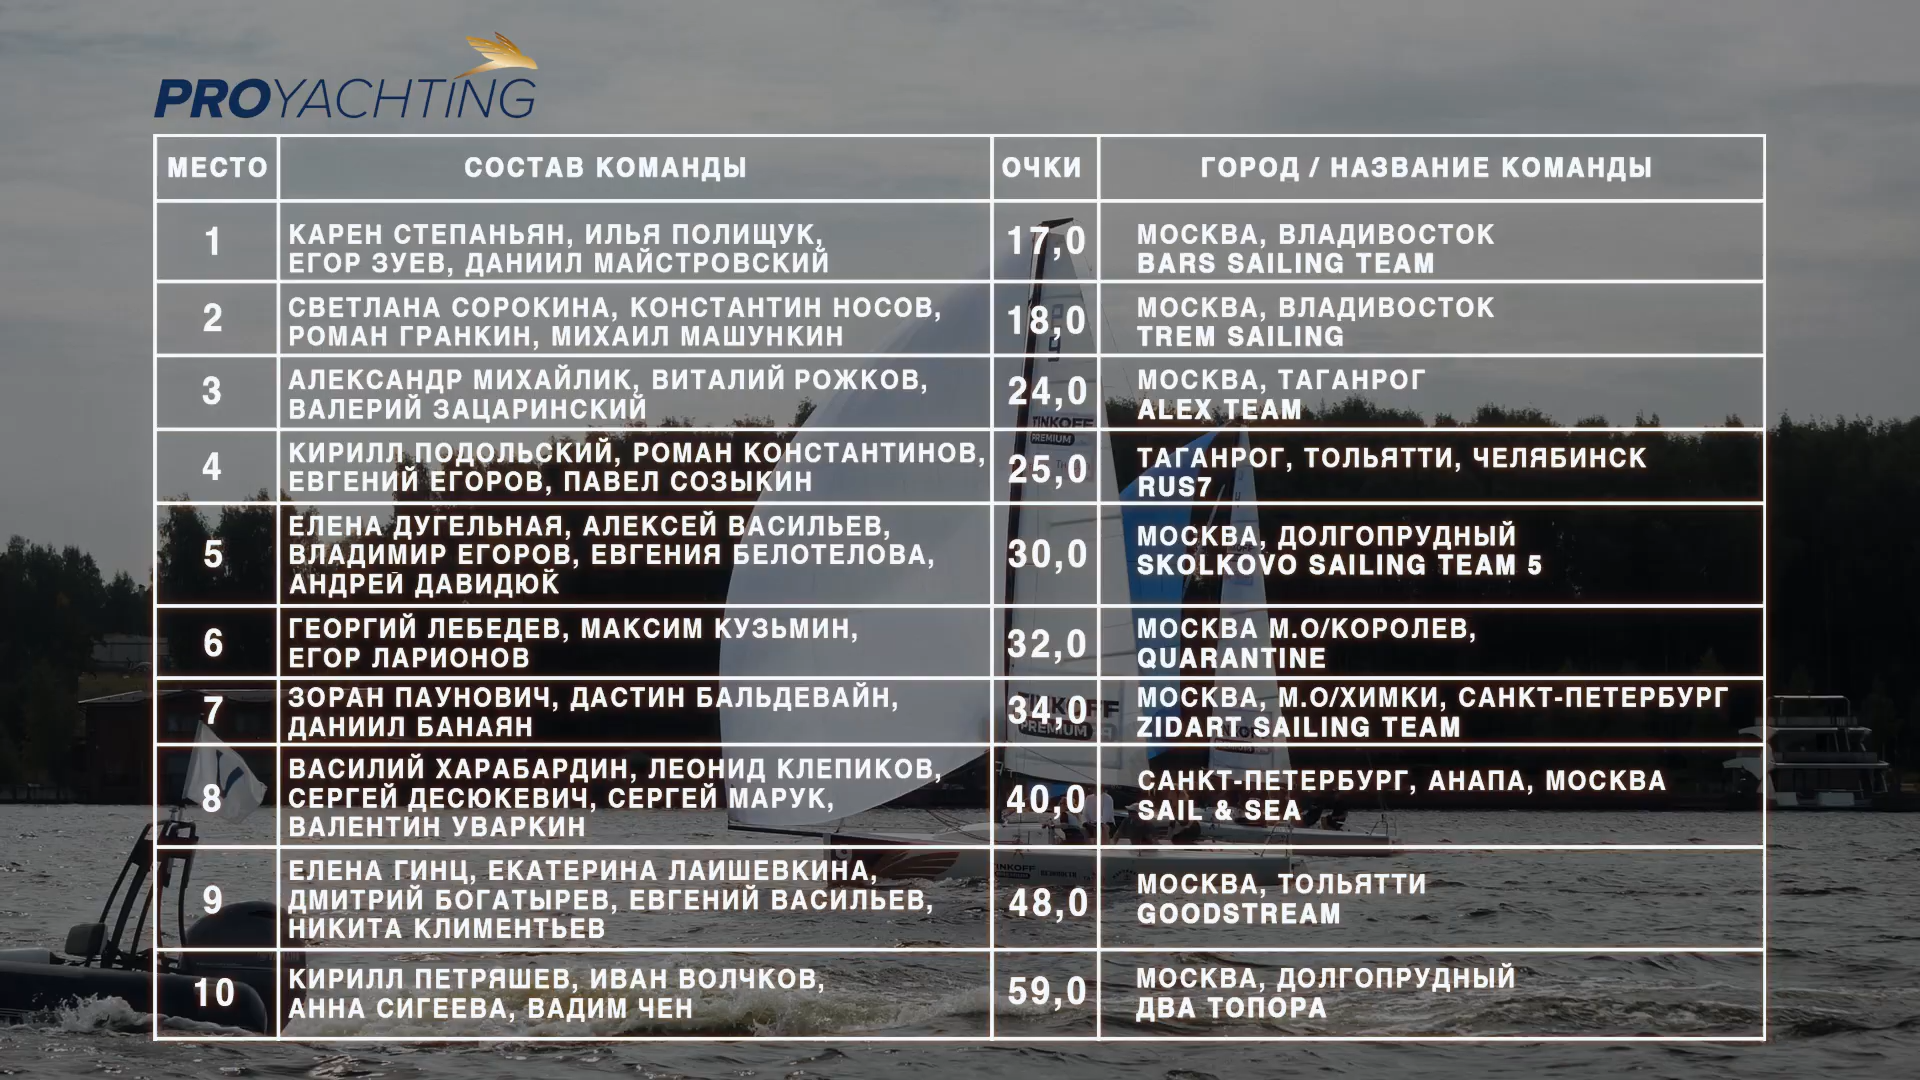 PROYACHTING
МЕСТО СОСТАВ КОМАНДЫ ОЧКИ ГОРОД / НАЗВАНИЕ КОМАНДЫ
1 КАРЕН СТЕПАНЬЯН, ИЛЬЯ ПОЛИЩУК, 17,0 МОСКВА, ВЛАДИВОСТОК
ЕГОР ЗУЕВ, ДАНИИЛ МАЙСТРОВСКИЙ BARS SAILING TEAM
2 СВЕТЛАНА СОРОКИНА, КОНСТАНТИН НОСОВ, 18,0 МОСКВА, ВЛАДИВОСТОК
РОМАН ГРАНКИН, МИХАИЛ МАШУНКИН TREM SAILING
3 АЛЕКСАНДР МИХАЙЛИК, ВИТАЛИЙ РОЖКОВ, 24,0 МОСКВА, ТАГАНРОГ
ВАЛЕРИЙ ЗАЦАРИНСКИЙ ALEX TEAM
TINKOFF
PREMIUM
4 КИРИЛЛ ПОДОЛЬСКИЙ, РОМАН КОНСТАНТИНОВ, 25,0 ТАГАНРОГ, ТОЛЬЯТТИ, ЧЕЛЯБИНСК
ЕВГЕНИЙ ЕГОРОВ, ПАВЕЛ СОЗЫКИН RUS7
5 ЕЛЕНА ДУГЕЛЬНАЯ, АЛЕКСЕЙ ВАСИЛЬЕВ, 30,0 МОСКВА, ДОЛГОПРУДНЫЙ
ВЛАДИМИР ЕГОРОВ, ЕВГЕНИЯ БЕЛОТЕЛОВА, SKOLKOVO SAILING TEAM 5
АНДРЕЙ ДАВИДЮК
6 ГЕОРГИЙ ЛЕБЕДЕВ, МАКСИМ КУЗЬМИН, 32,0 МОСКВА М.О/КОРОЛЕВ,
ЕГОР ЛАРИОНОВ QUARANTINE
7 ЗОРАН ПАУНОВИЧ, ДАСТИН БАЛЬДЕВАЙН, 34,0 МОСКВА, М.О/ХИМКИ, САНКТ-ПЕТЕРБУРГ
ДАНИИЛ БАНАЯН ZIDART SAILING TEAM
TINKOFF
PREMIUM
8 ВАСИЛИЙ ХАРАБАРДИН, ЛЕОНИД КЛЕПИКОВ, 40,0 САНКТ-ПЕТЕРБУРГ, АНАПА, МОСКВА
СЕРГЕЙ ДЕСЮКЕВИЧ, СЕРГЕЙ МАРУК, SAIL & SEA
ВАЛЕНТИН УВАРКИН
TINKOFF
9 ЕЛЕНА ГИНЦ, ЕКАТЕРИНА ЛАИШЕВКИНА, 48,0 МОСКВА, ТОЛЬЯТТИ
ДМИТРИЙ БОГАТЫРЕВ, ЕВГЕНИЙ ВАСИЛЬЕВ, GOODSTREAM
НИКИТА КЛИМЕНТЬЕВ
10 КИРИЛЛ ПЕТРЯШЕВ, ИВАН ВОЛЧКОВ, 59,0 МОСКВА, ДОЛГОПРУДНЫЙ
АННА СИГЕЕВА, ВАДИМ ЧЕН ДВА ТОПОРА